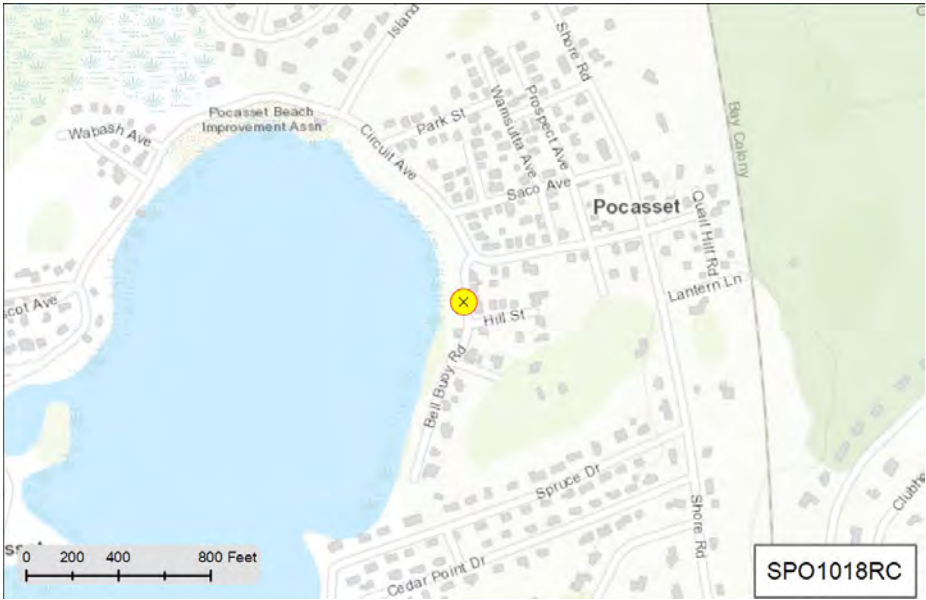 Island
Shore Rd
Pocasset Beach
Improvement Assn
Wabash Ave
Park St
Wamsutta Ave
Prospect Ave
Bay Colony
Circuit Ave
Saco Ave
Pocasset
Quail Hill Rd
scot Ave
Lantern Ln
Hill St
Bell Buoy Rd
Spruce Dr
Shore Rd
Clubho
Cedar Point Dr
0 200 400 800 Feet
SPO1018RC